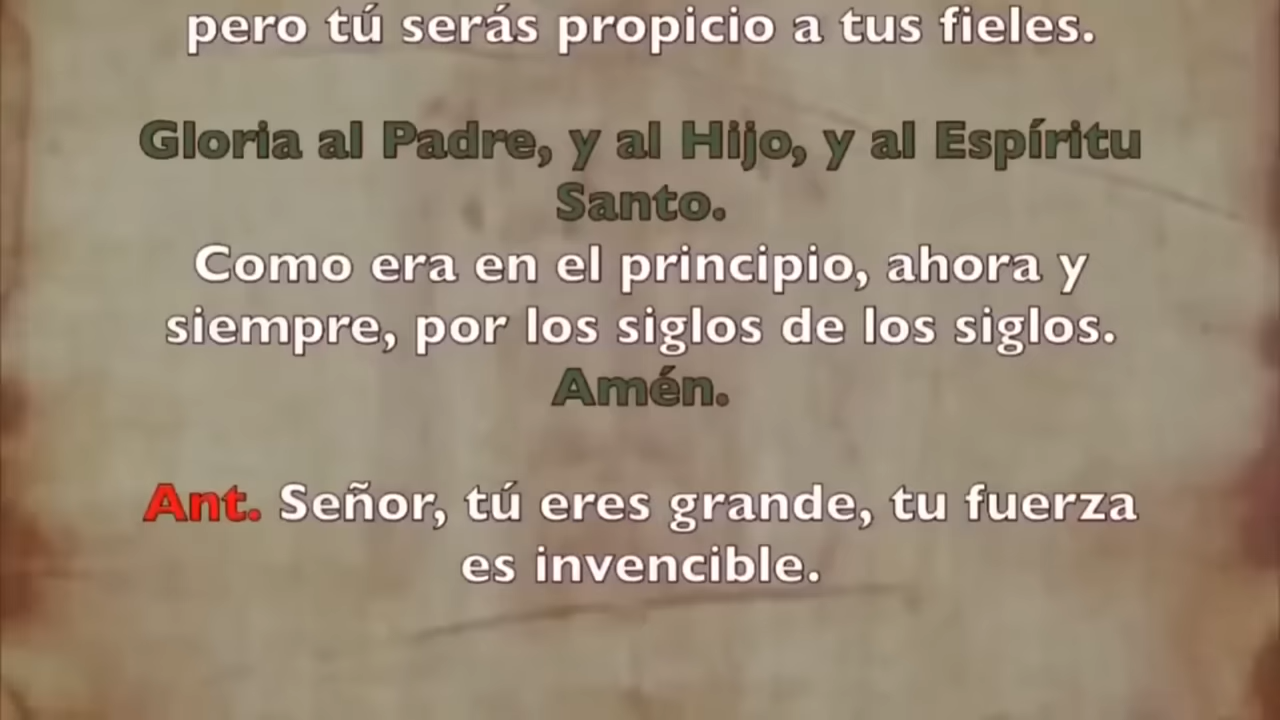 pero tú serás propicio a tus fieles.
Gloria al Padre, y al Hijo, y al Espíritu
Santo.
Como era en el principio, ahora y
siempre, por los siglos de los siglos.
Amén.
Ant. Señor, tú eres grande, tu fuerza
es invencible.